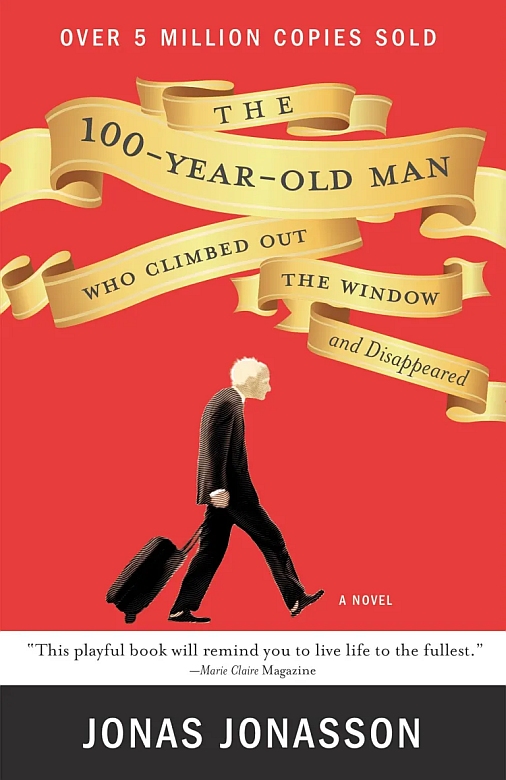 OVER 5 MILLION COPIES SOLD
THE
100-YEAR-OLD MAN
WHO CLIMBED OUT
THE WINDOW
and Disappeared
A NOVEL
"This playful book will remind you to live life to the fullest."
—Marie Claire Magazine
JONAS JONASSON